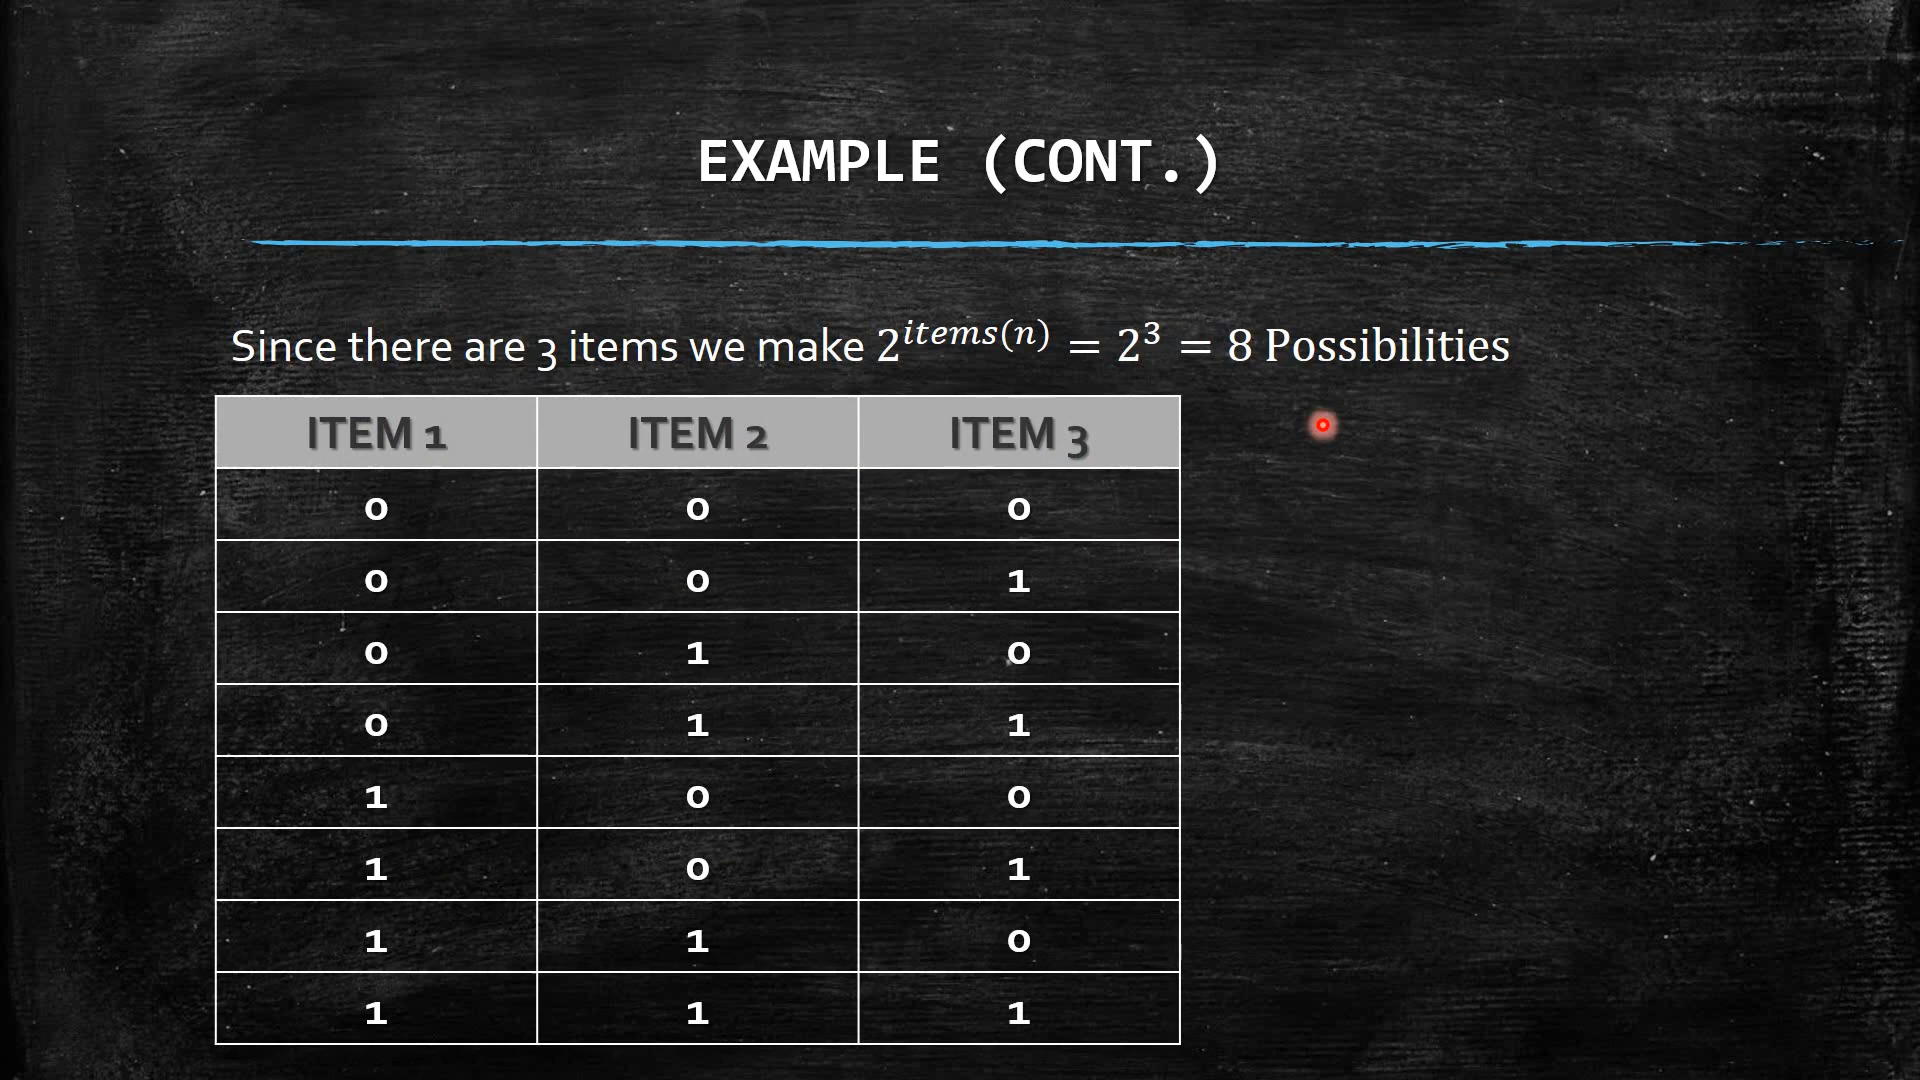 EXAMPLE (CONT.)
Since there are 3 items we make 2^{items(n)} = 2^3 = 8 Possibilities
ITEM 1 ITEM 2 ITEM 3
0 0 0
0 0 1
0 1 0
0 1 1
1 0 0
1 0 1
1 1 0
1 1 1